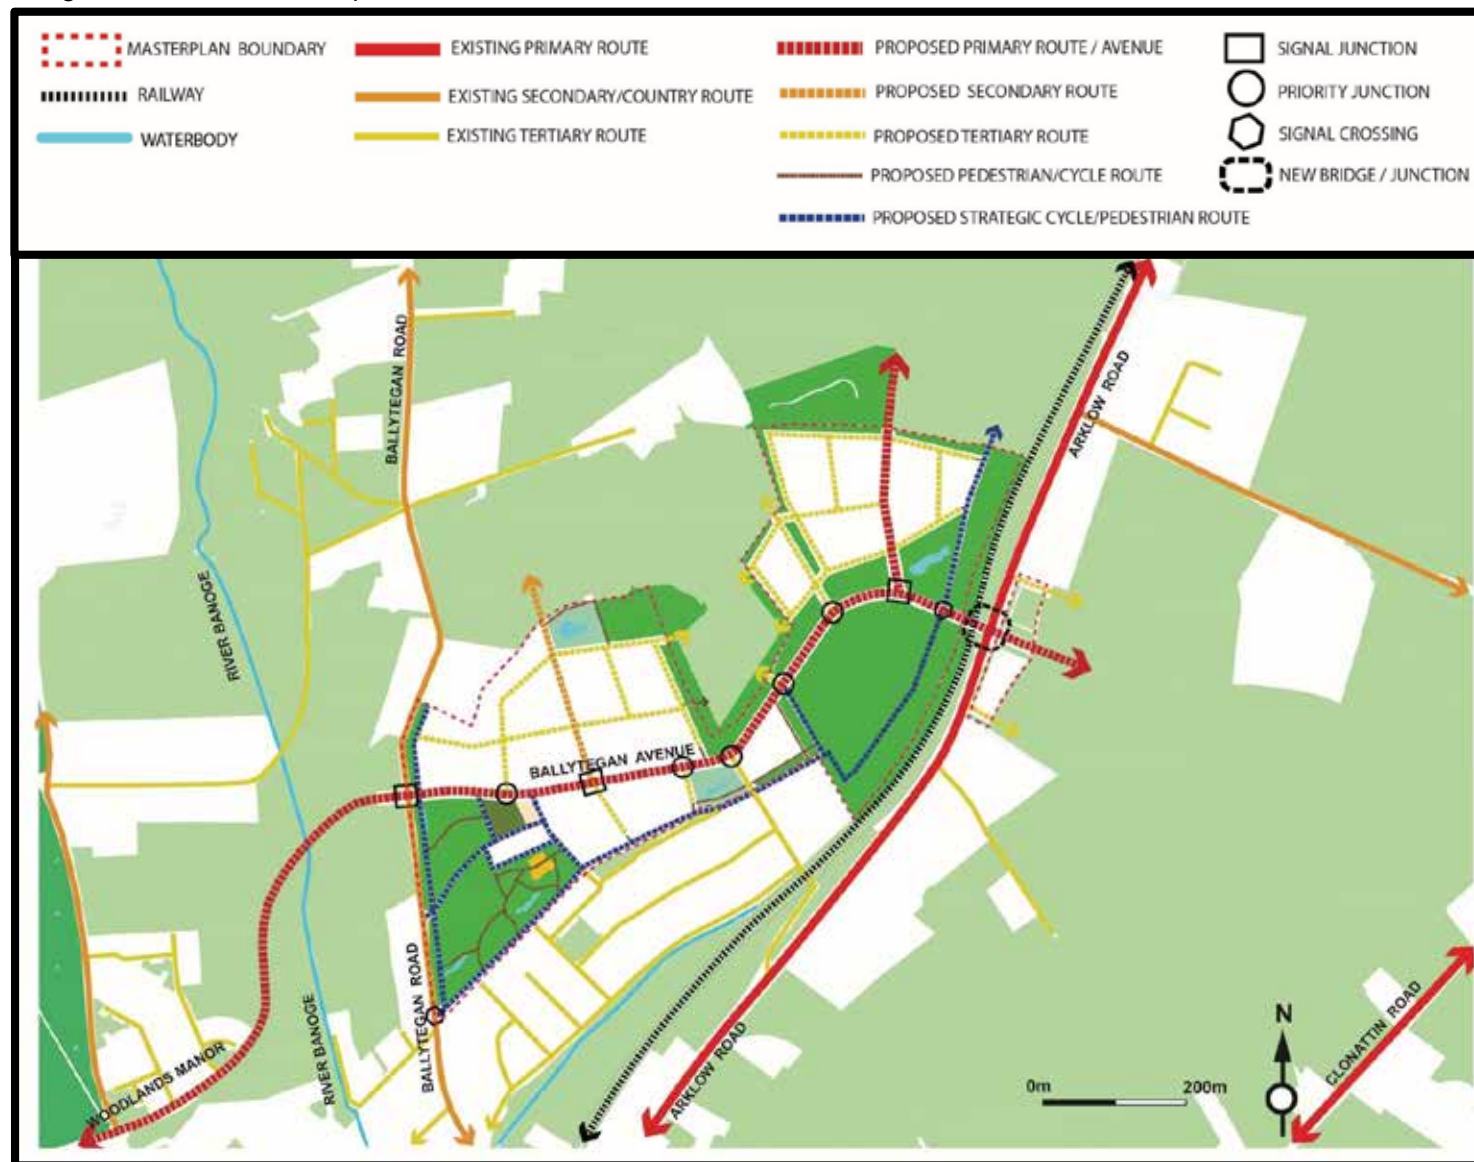 MASTERPLAN BOUNDARY
RAILWAY
WATERBODY
EXISTING PRIMARY ROUTE
EXISTING SECONDARY/COUNTRY ROUTE
EXISTING TERTIARY ROUTE
PROPOSED PRIMARY ROUTE / AVENUE
PROPOSED SECONDARY ROUTE
PROPOSED TERTIARY ROUTE
PROPOSED PEDESTRIAN/CYCLE ROUTE
PROPOSED STRATEGIC CYCLE/PEDESTRIAN ROUTE
SIGNAL JUNCTION
PRIORITY JUNCTION
SIGNAL CROSSING
NEW BRIDGE / JUNCTION
BALLYTEGAN ROAD
ARKLOW ROAD
RIVER BANOGE
BALLYTEGAN AVENUE
BALLYTEGAN ROAD
RIVER BANOGE
WOODLANDS MANOR
ARKLOW ROAD
CLONATTIN ROAD
N
0m 200m